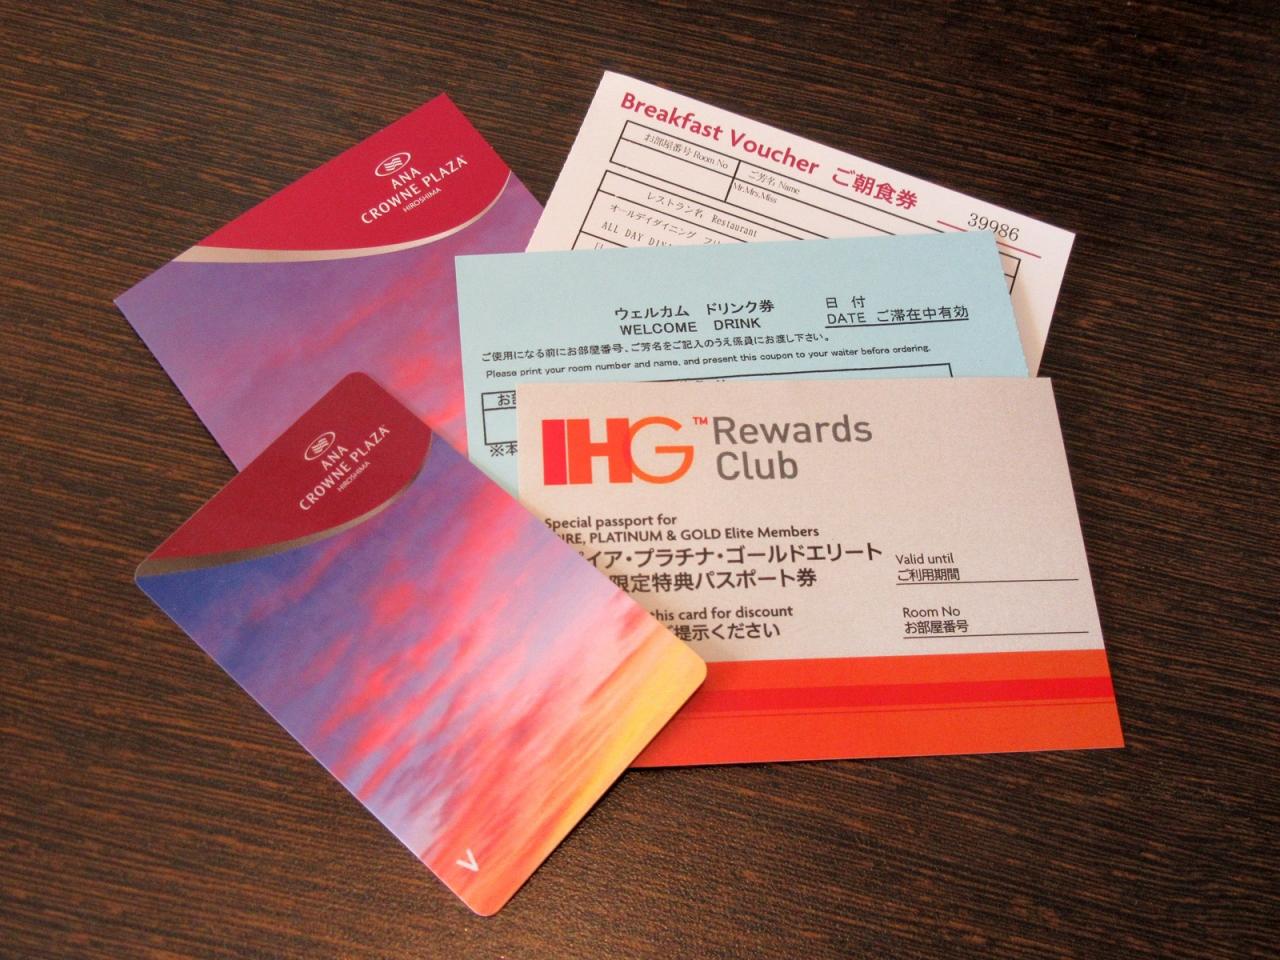 ANA
CROWNE PLAZA
HIROSHIMA
Breakfast Voucher ご朝食券
39986
お部屋番号 Room No
ご芳名 Name
Mr.Mrs.Miss
レストラン名 Restaurant
オールデイダイニング
ALL DAY
ウェルカム ドリンク券
WELCOME DRINK
日 付
DATE ご滞在中有効
ご使用になる前にお部屋番号、ご芳名をご記入のうえ係員にお渡し下さい。
Please print your room number and name, and present this coupon to your waiter before ordering.
※本
IHG™ Rewards
Club
Special passport for
PLATINUM & GOLD Elite Members
イア・プラチナ・ゴールドエリート
限定特典パスポート券
this card for discount
提示ください
Valid until
ご利用期間
Room No
お部屋番号
ANA
CROWNE PLAZA
HIROSHIMA